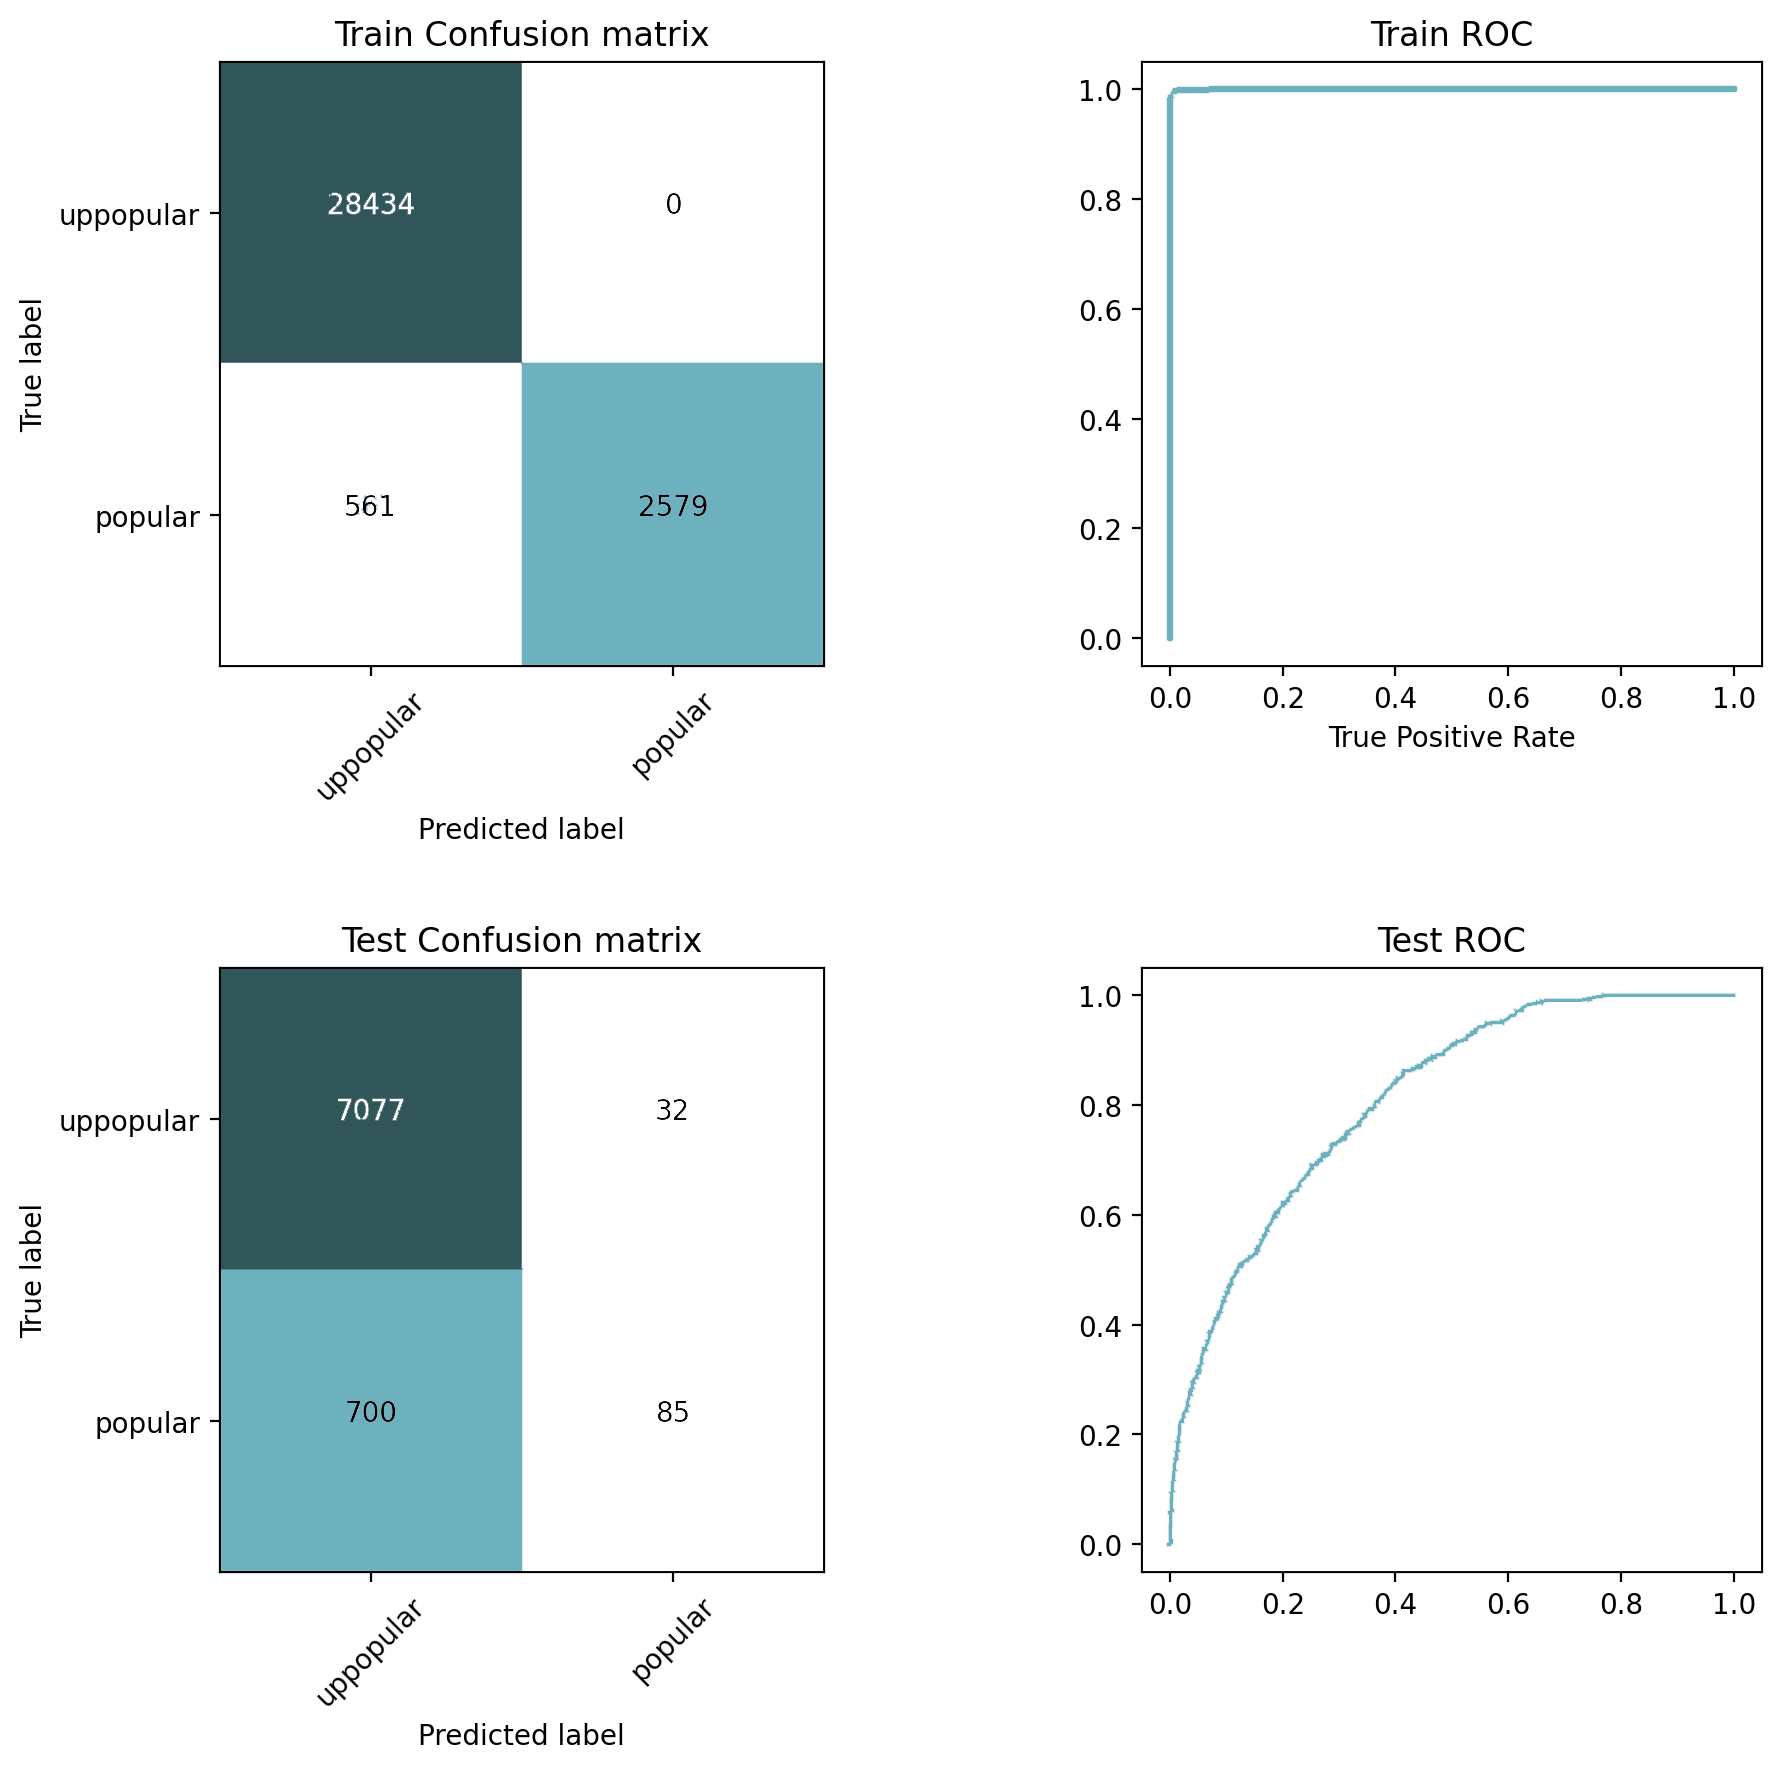 Train Confusion matrix
True label
uppopular
popular
28434
0
561
2579
uppopular
popular
Predicted label
Train ROC
1.0
0.8
0.6
0.4
0.2
0.0
0.0 0.2 0.4 0.6 0.8 1.0
True Positive Rate
Test Confusion matrix
True label
uppopular
popular
7077
32
700
85
uppopular
popular
Predicted label
Test ROC
1.0
0.8
0.6
0.4
0.2
0.0
0.0 0.2 0.4 0.6 0.8 1.0